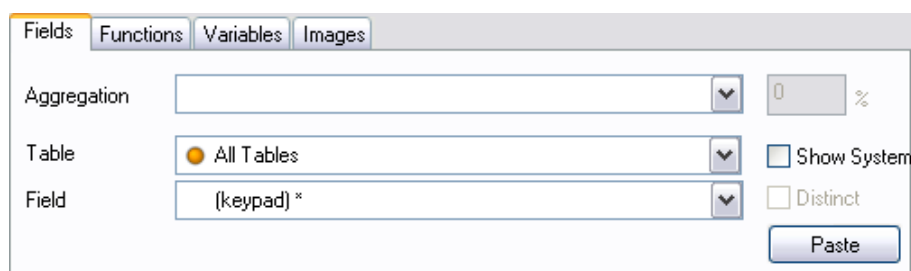 Fields Functions Variables Images
Aggregation 0 %
Table All Tables Show System
Field (keypad) * Distinct
Paste